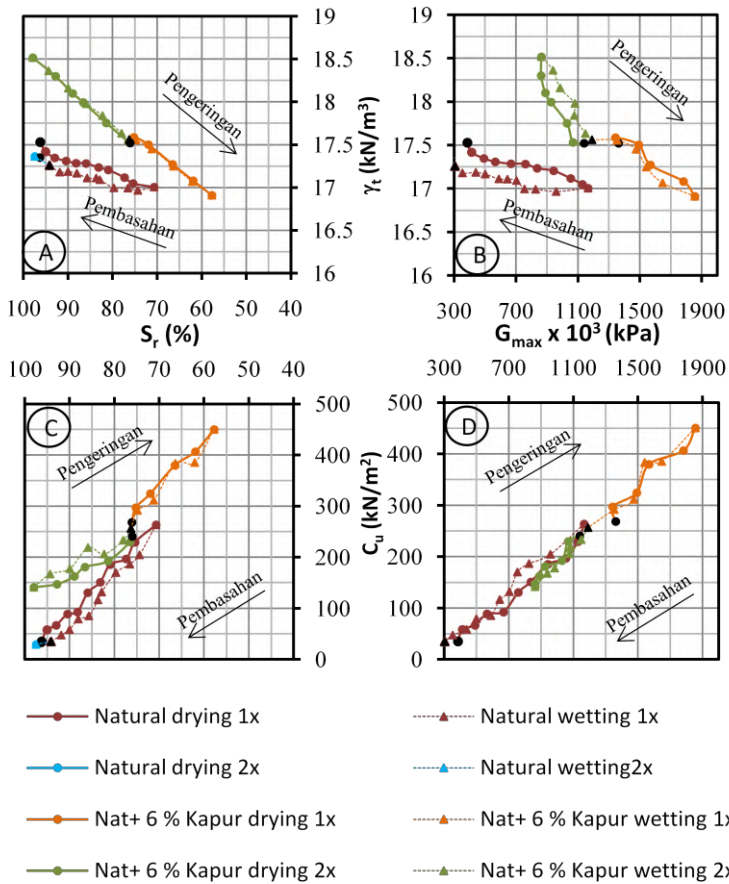 19
18.5
18
17.5
17
16.5
16
γt (kN/m³)
Pengeringan
Pembasahan
A
100 90 80 70 60 50 40
Sr (%)
19
18.5
18
17.5
17
16.5
16
Pengeringan
Pembasahan
B
300 700 1100 1500 1900
Gmax x 10³ (kPa)
100 90 80 70 60 50 40
500
400
300
200
100
0
Cu (kN/m²)
C
Pengeringan
Pembasahan
300 700 1100 1500 1900
500
400
300
200
100
0
D
Pengeringan
Pembasahan
Natural drying 1x
Natural wetting 1x
Natural drying 2x
Natural wetting2x
Nat+ 6 % Kapur drying 1x
Nat+ 6 % Kapur wetting 1x
Nat+ 6 % Kapur drying 2x
Nat+ 6 % Kapur wetting 2x